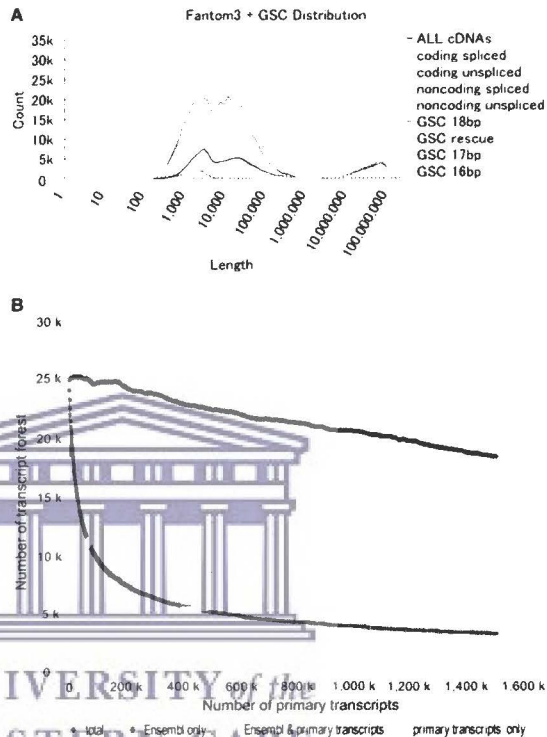 A
Fantom3 + GSC Distribution
35k
30k
25k
20k
15k
10k
5k
0
Count
1
10
100
1.000
10.000
100.000
1.000.000
10.000.000
100.000.000
Length
ALL cDNAs
coding spliced
coding unspliced
noncoding spliced
noncoding unspliced
GSC 18bp
GSC rescue
GSC 17bp
GSC 16bp
B
30 k
25 k
20 k
15 k
10 k
5 k
0
Number of transcript forest
0 200 k 400 k 600 k 800 k 1.000 k 1.200 k 1.400 k 1.600 k
Number of primary transcripts
IVERSITY of the
total Ensembl only Ensembl & primary transcripts primary transcripts only